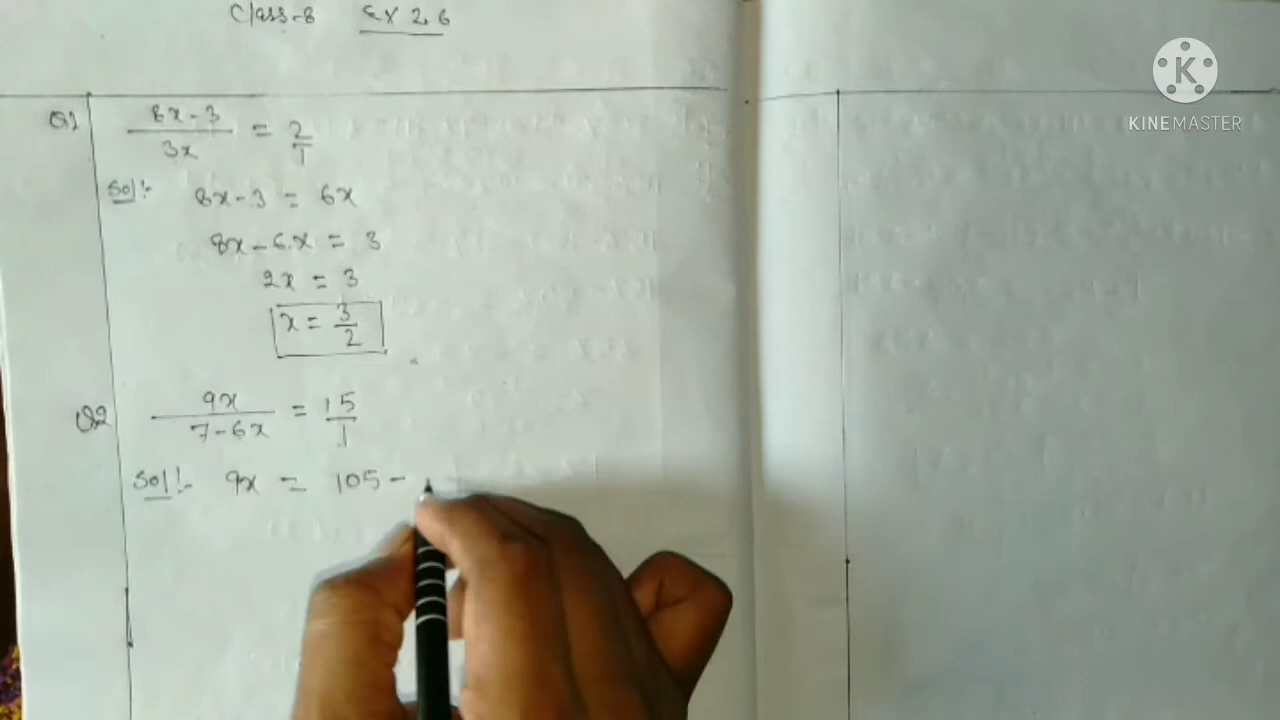 Class-8 Ex 2.6
K
KINEMASTER
Q1 8x-3/3x = 2/1
Sol:- 8x-3 = 6x
8x-6x = 3
2x = 3
x = 3/2
Q2 9x/7-6x = 15/1
Sol:- 9x = 105-